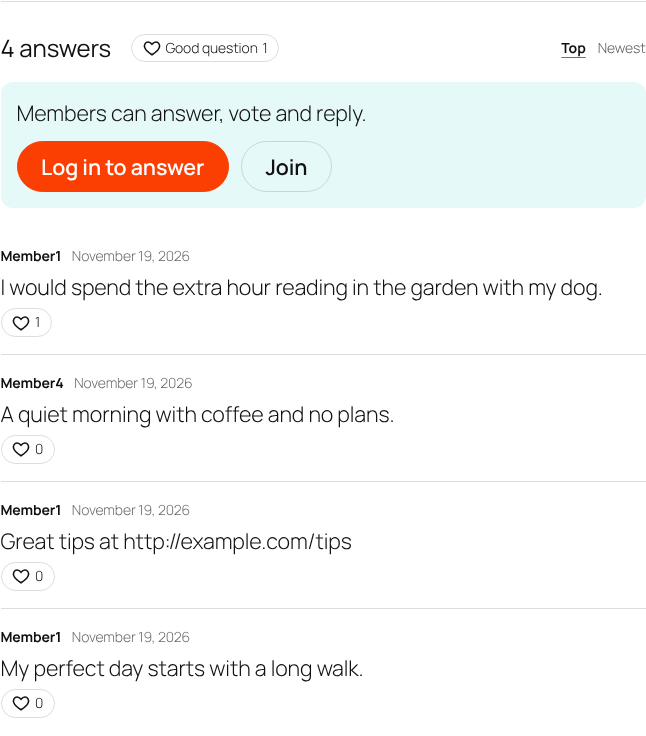 4 answers
Good question 1
Top Newest
Members can answer, vote and reply.
Log in to answer
Join
Member1 November 19, 2026
I would spend the extra hour reading in the garden with my dog.
1
Member4 November 19, 2026
A quiet morning with coffee and no plans.
0
Member1 November 19, 2026
Great tips at http://example.com/tips
0
Member1 November 19, 2026
My perfect day starts with a long walk.
0